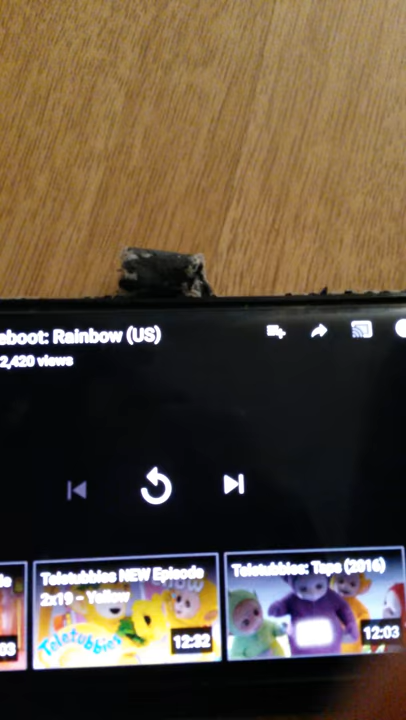 eboot: Rainbow (US)
2,420 views
03
Teletubbies NEW Episode
2x19 - Yellow
Teletubbies
12:32
Teletubbies: Taps (2016)
12:03